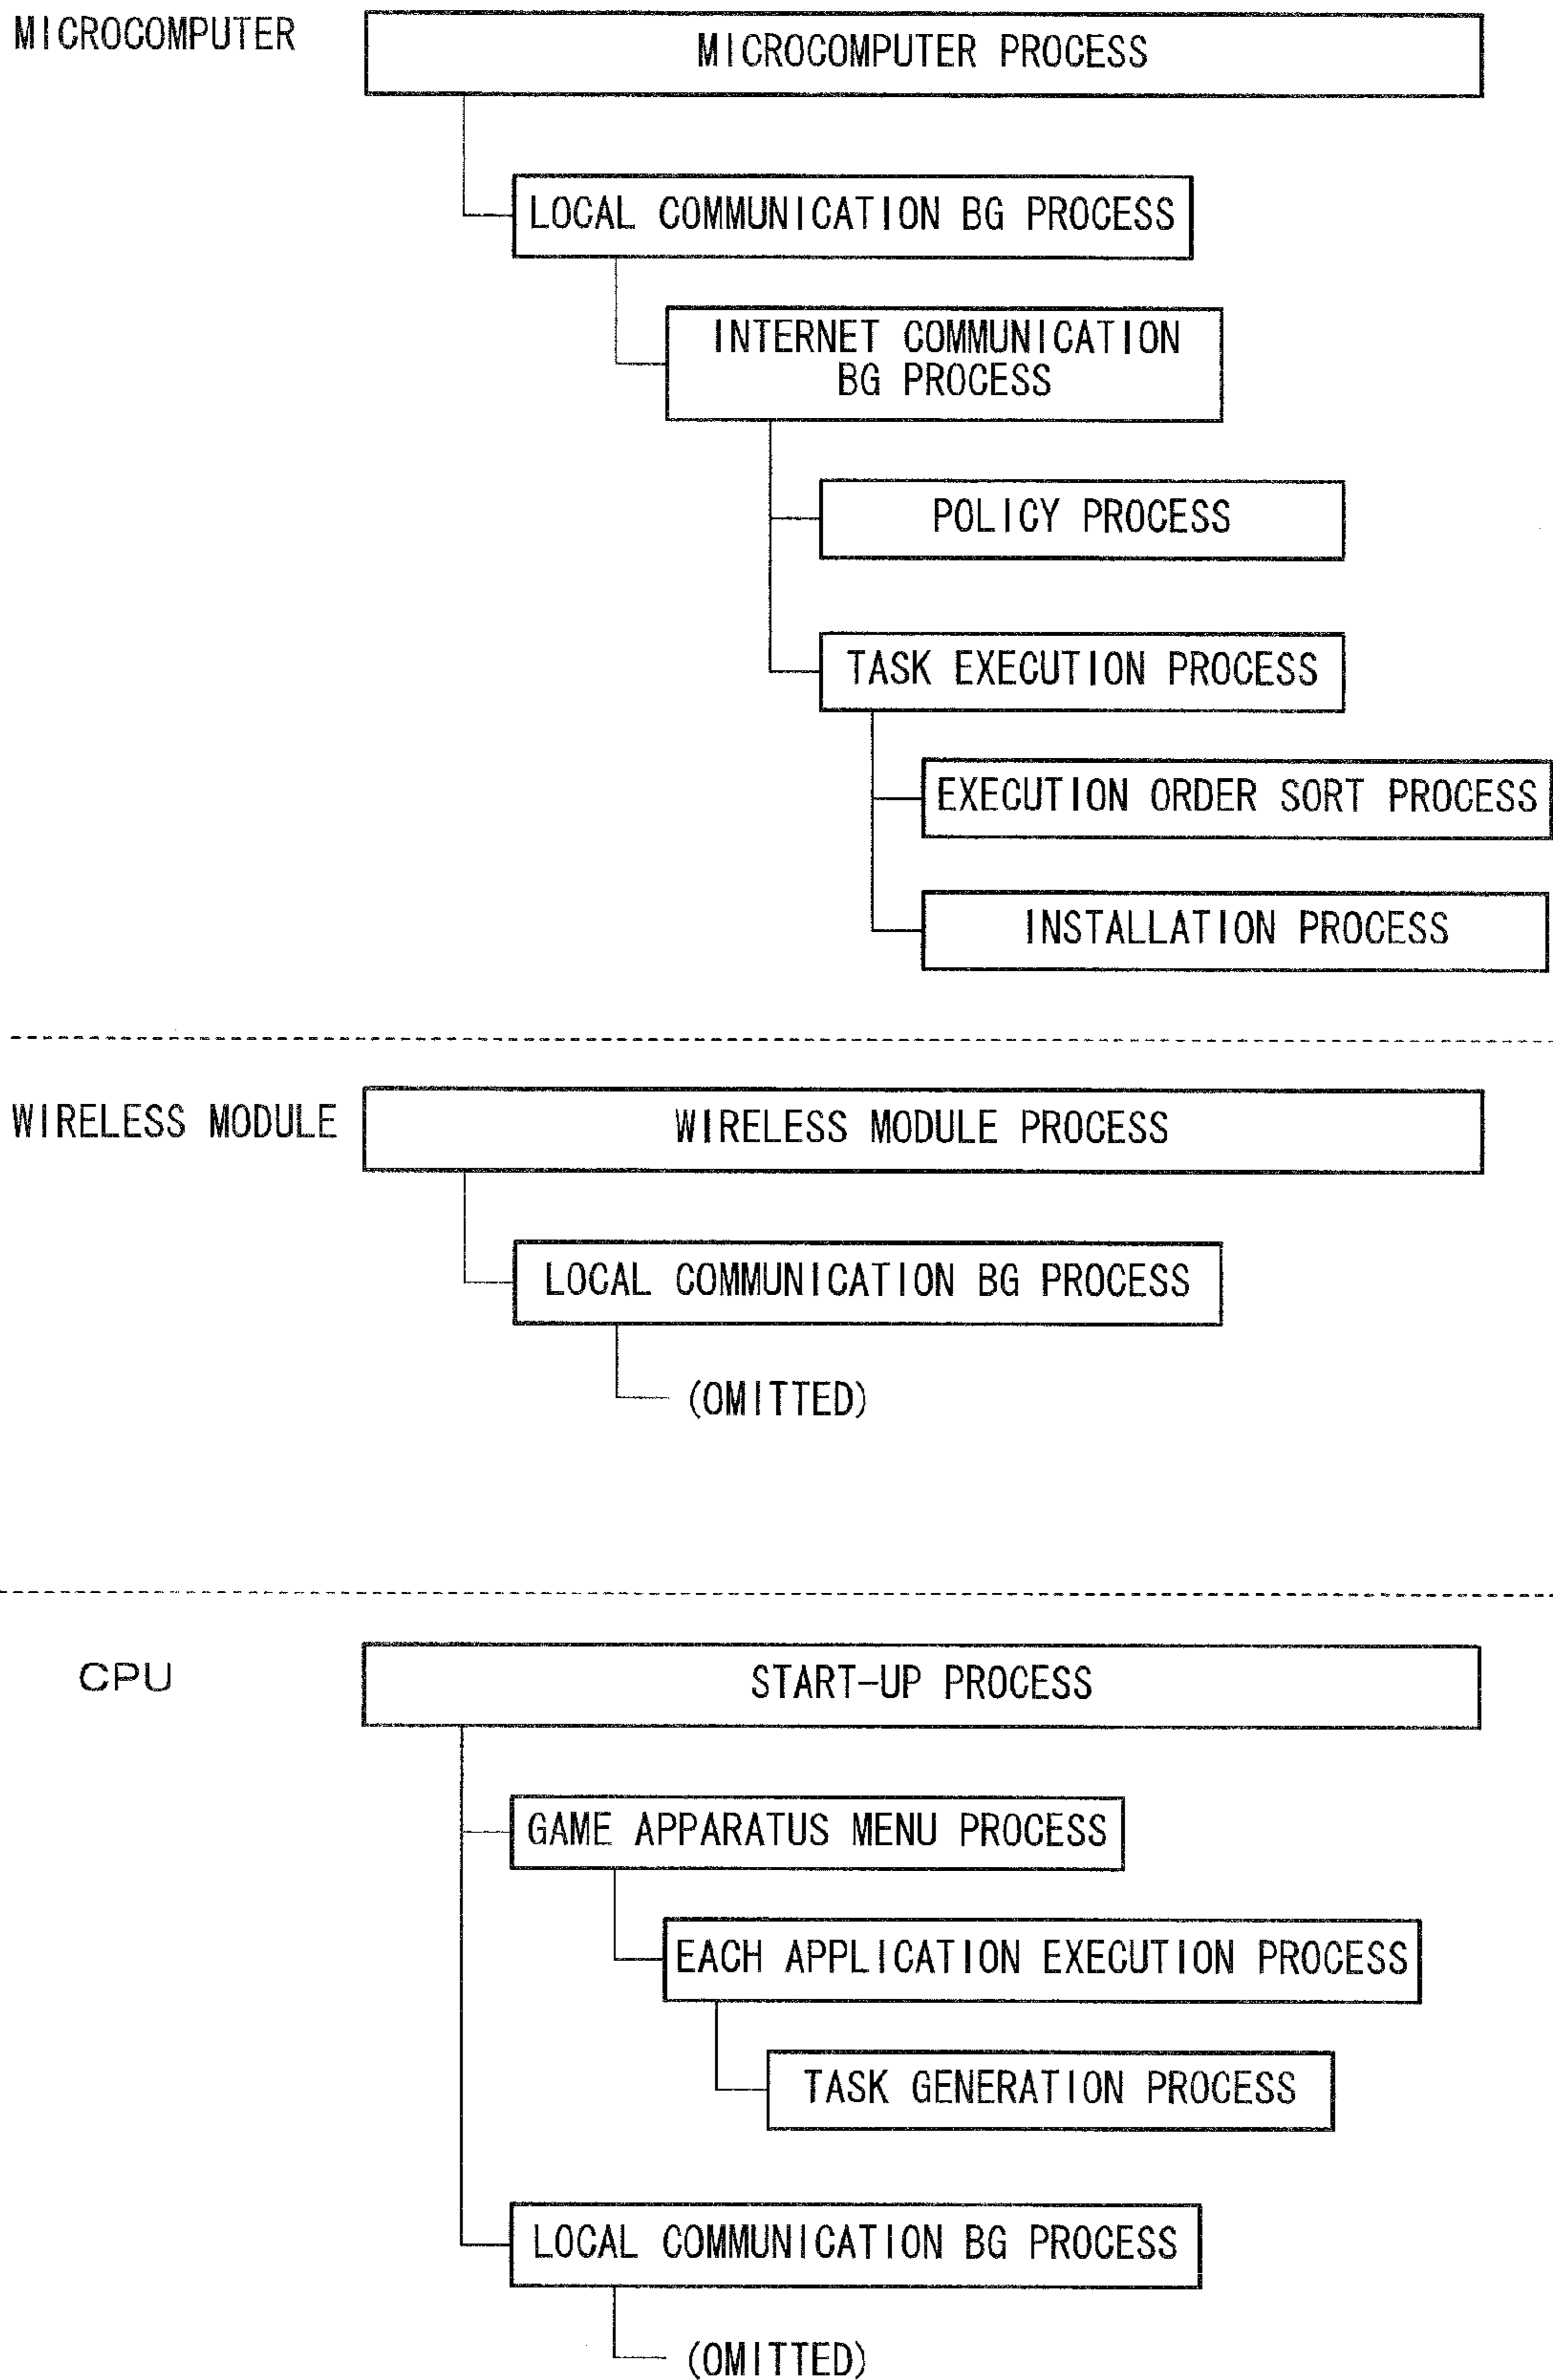 MICROCOMPUTER
MICROCOMPUTER PROCESS
LOCAL COMMUNICATION BG PROCESS
INTERNET COMMUNICATION
BG PROCESS
POLICY PROCESS
TASK EXECUTION PROCESS
EXECUTION ORDER SORT PROCESS
INSTALLATION PROCESS
WIRELESS MODULE
WIRELESS MODULE PROCESS
LOCAL COMMUNICATION BG PROCESS
(OMITTED)
CPU
START-UP PROCESS
GAME APPARATUS MENU PROCESS
EACH APPLICATION EXECUTION PROCESS
TASK GENERATION PROCESS
LOCAL COMMUNICATION BG PROCESS
(OMITTED)